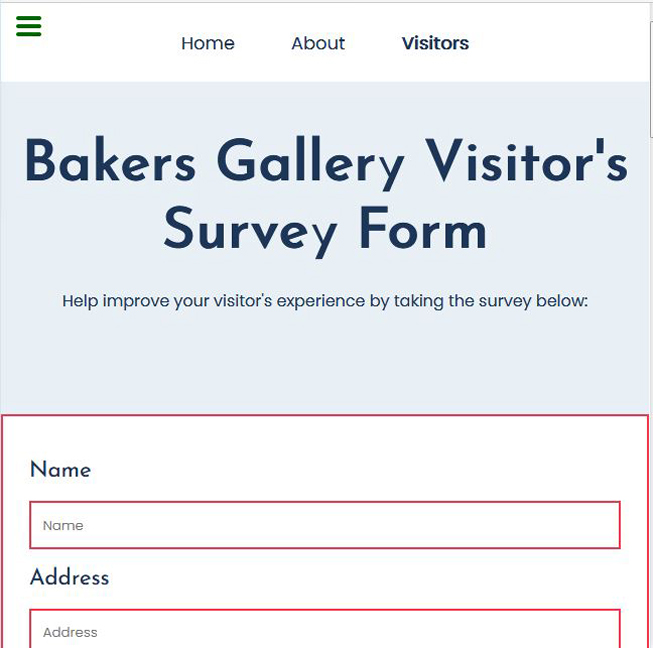 Home About Visitors
Bakers Gallery Visitor's
Survey Form
Help improve your visitor's experience by taking the survey below:
Name
Name
Address
Address